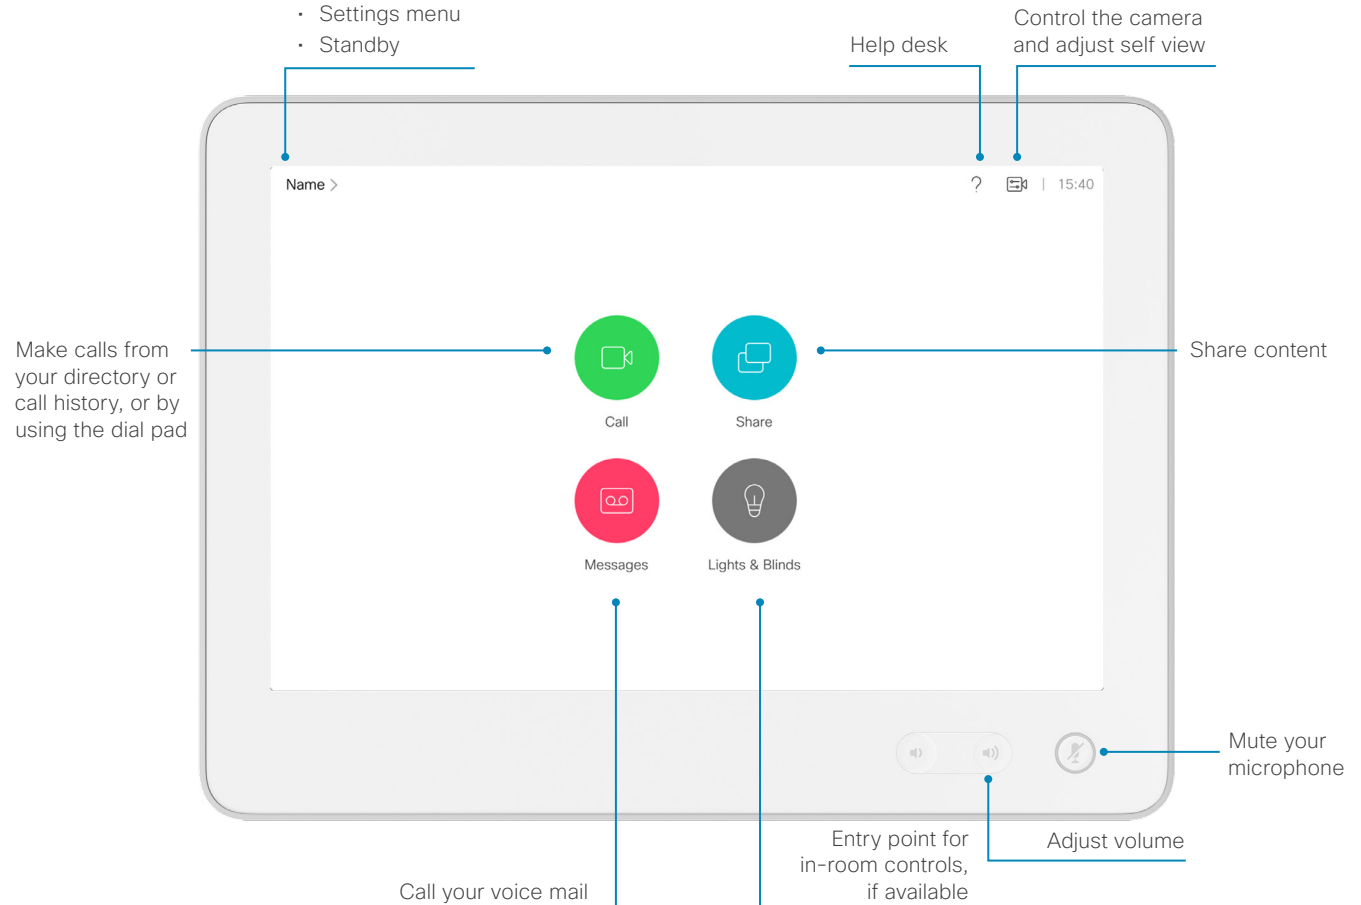 · Settings menu
· Standby
Help desk
Control the camera
and adjust self view
Name >
?
15:40
Make calls from
your directory or
call history, or by
using the dial pad
Share content
Call
Share
Messages
Lights & Blinds
Mute your
microphone
Adjust volume
Entry point for
in-room controls,
if available
Call your voice mail